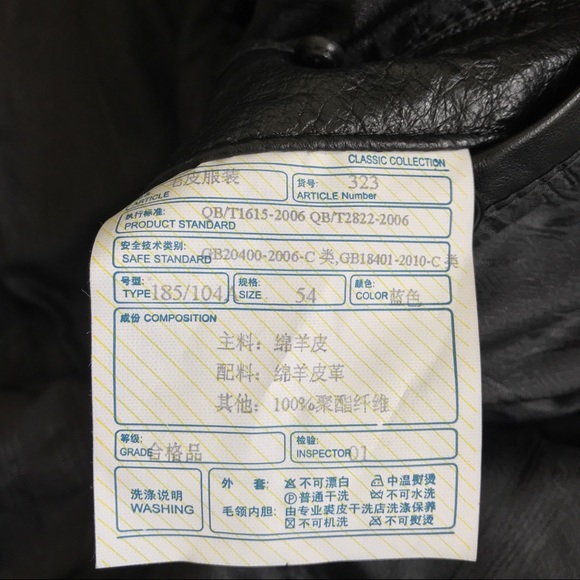 CLASSIC COLLECTION
皮服装 货号: 323
ARTICLE ARTICLE Number
执行标准: QB/T1615-2006 QB/T2822-2006
PRODUCT STANDARD
安全技术类别: GB20400-2006-C 类,GB18401-2010-C 类
SAFE STANDARD
号型: 185/104A 规格: 54 颜色: 蓝色
TYPE SIZE COLOR
成份 COMPOSITION
主料: 绵羊皮
配料: 绵羊皮革
其他: 100%聚酯纤维
等级: 合格品 检验: 01
GRADE INSPECTOR
洗涤说明
WASHING
外 套: 不可漂白 中温熨烫
普通干洗 不可水洗
毛领内胆: 由专业裘皮干洗店洗涤保养
不可机洗 不可熨烫